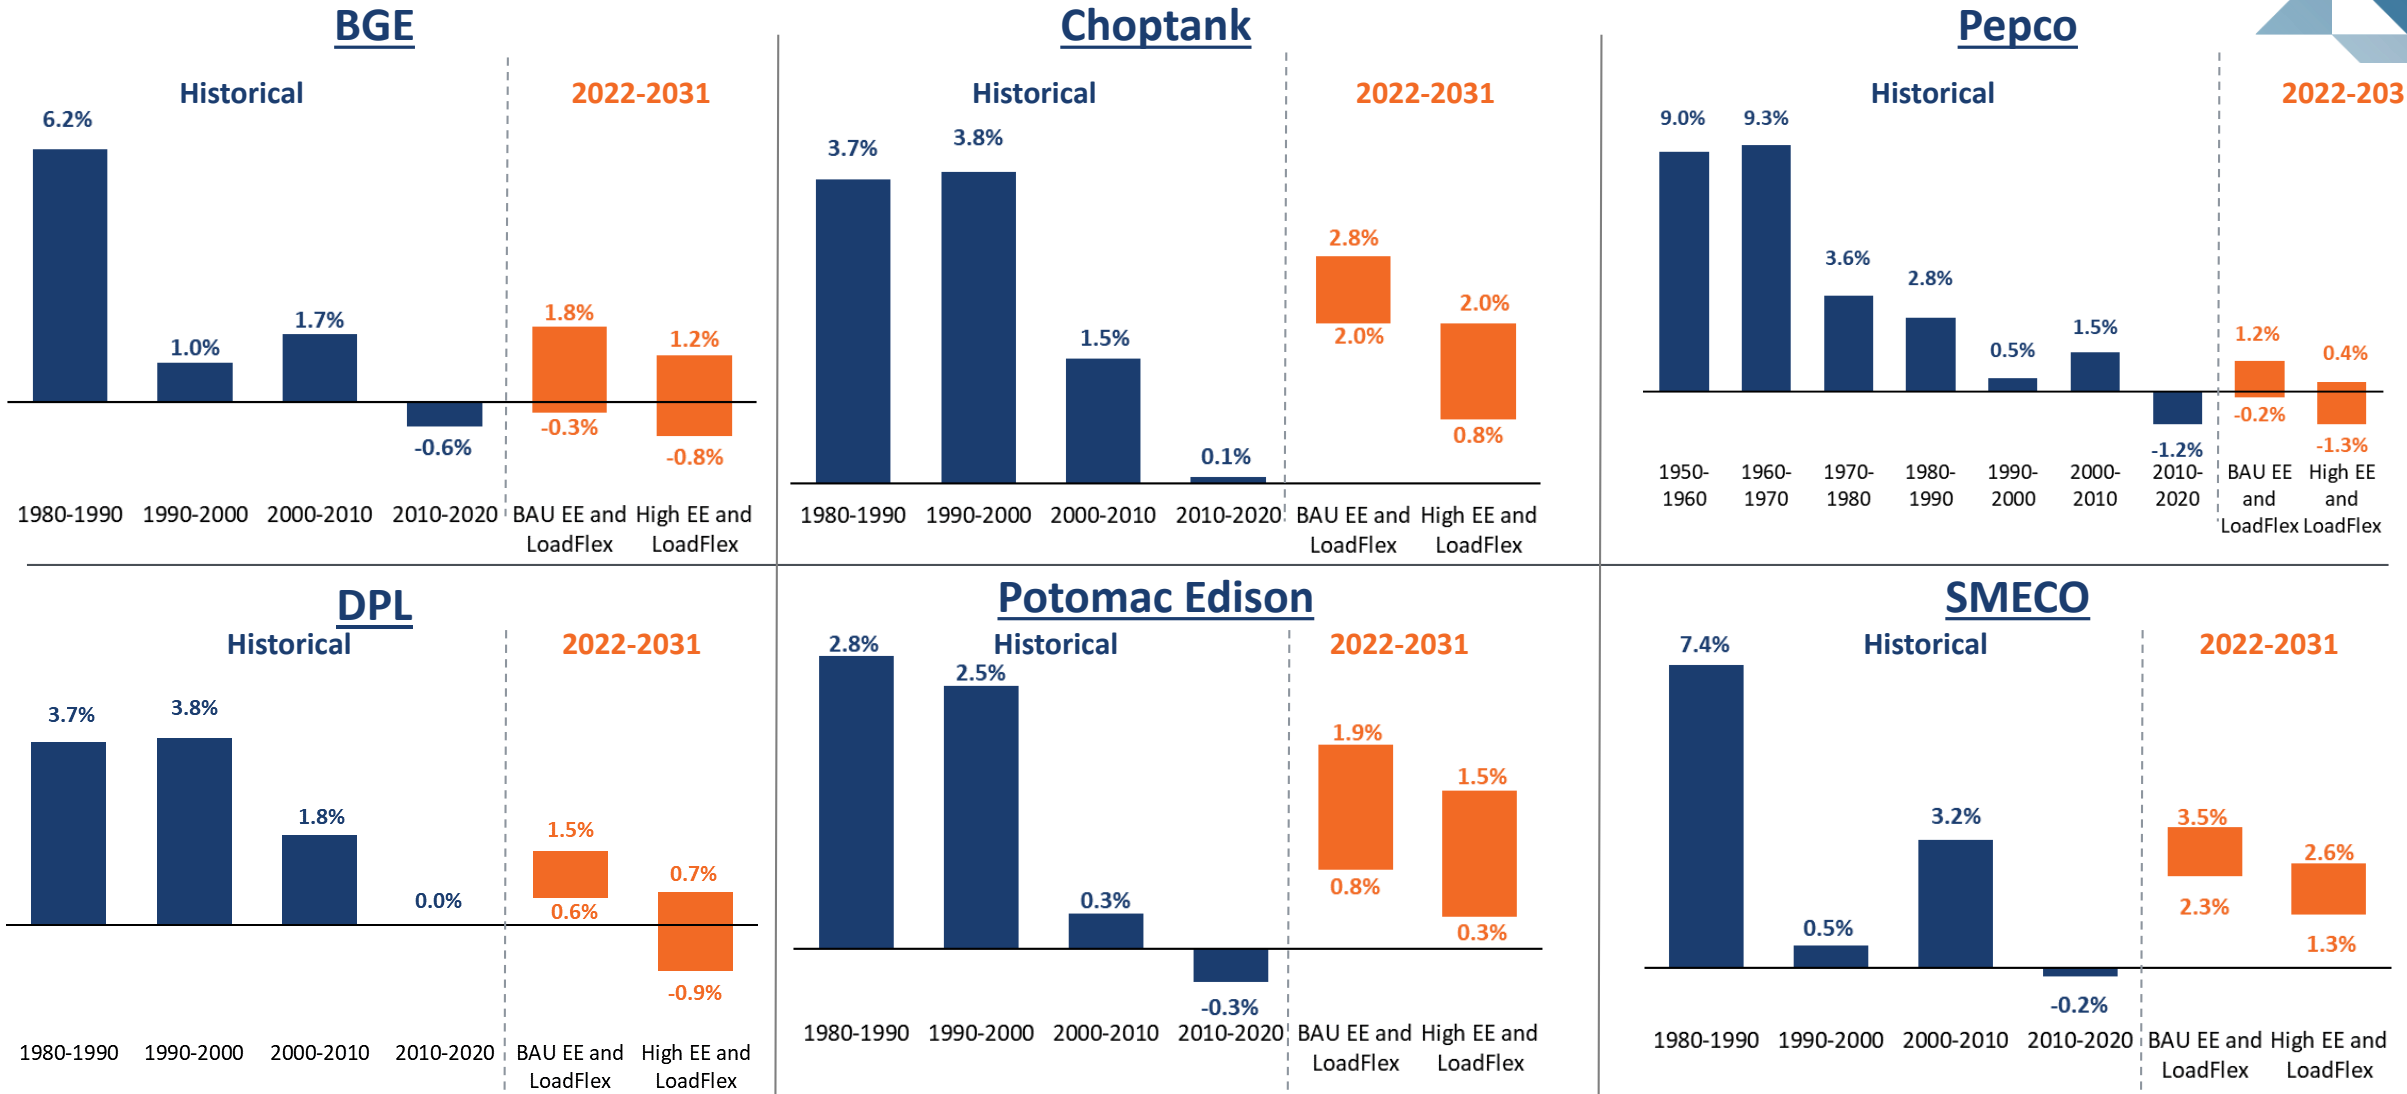 BGE
Historical
2022-2031
6.2%
1.0%
1.7%
-0.6%
1.8%
-0.3%
1.2%
-0.8%
1980-1990
1990-2000
2000-2010
2010-2020
BAU EE and
LoadFlex
High EE and
LoadFlex
Choptank
Historical
2022-2031
3.7%
3.8%
1.5%
0.1%
2.8%
2.0%
2.0%
0.8%
1980-1990
1990-2000
2000-2010
2010-2020
BAU EE and
LoadFlex
High EE and
LoadFlex
Pepco
Historical
2022-203
9.0%
9.3%
3.6%
2.8%
0.5%
1.5%
-1.2%
1.2%
-0.2%
0.4%
-1.3%
1950-
1960
1960-
1970
1970-
1980
1980-
1990
1990-
2000
2000-
2010
2010-
2020
BAU EE
and
LoadFlex
High EE
and
LoadFlex
DPL
Historical
2022-2031
3.7%
3.8%
1.8%
0.0%
1.5%
0.6%
0.7%
-0.9%
1980-1990
1990-2000
2000-2010
2010-2020
BAU EE and
LoadFlex
High EE and
LoadFlex
Potomac Edison
Historical
2022-2031
2.8%
2.5%
0.3%
-0.3%
1.9%
0.8%
1.5%
0.3%
1980-1990
1990-2000
2000-2010
2010-2020
BAU EE and
LoadFlex
High EE and
LoadFlex
SMECO
Historical
2022-2031
7.4%
0.5%
3.2%
-0.2%
3.5%
2.3%
2.6%
1.3%
1980-1990
1990-2000
2000-2010
2010-2020
BAU EE and
LoadFlex
High EE and
LoadFlex